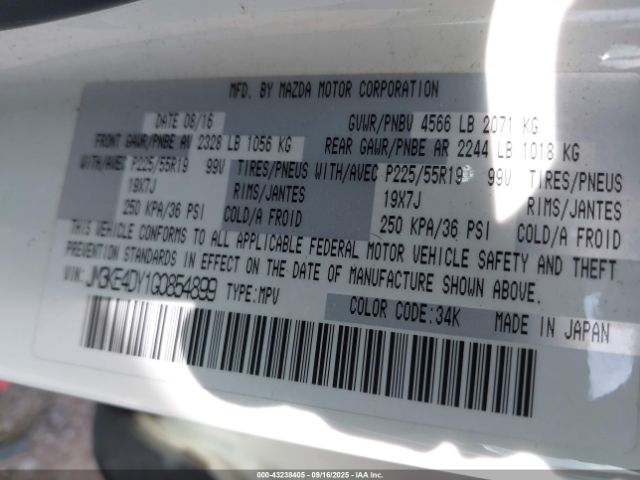 MFD. BY MAZDA MOTOR CORPORATION
DATE 08/16 GVWR/PNBV 4566 LB 2071 KG
FRONT GAWR/PNBE AV 2328 LB 1056 KG REAR GAWR/PNBE AR 2244 LB 1018 KG
WITH/AVEC P225/55R19 99V TIRES/PNEUS WITH/AVEC P225/55R19 99V TIRES/PNEUS
19X7J RIMS/JANTES 19X7J RIMS/JANTES
250 KPA/36 PSI COLD/A FROID 250 KPA/36 PSI COLD/A FROID
THIS VEHICLE CONFORMS TO ALL APPLICABLE FEDERAL MOTOR VEHICLE SAFETY AND THEFT
PREVENTION STANDARDS IN EFFECT ON THE DATE OF MANUFACTURE SHOWN ABOVE.
VIN: JM3KE4DY1G0854899 TYPE: MPV
COLOR CODE: 34K MADE IN JAPAN
000-43238405 - 09/16/2025 - IAA Inc.